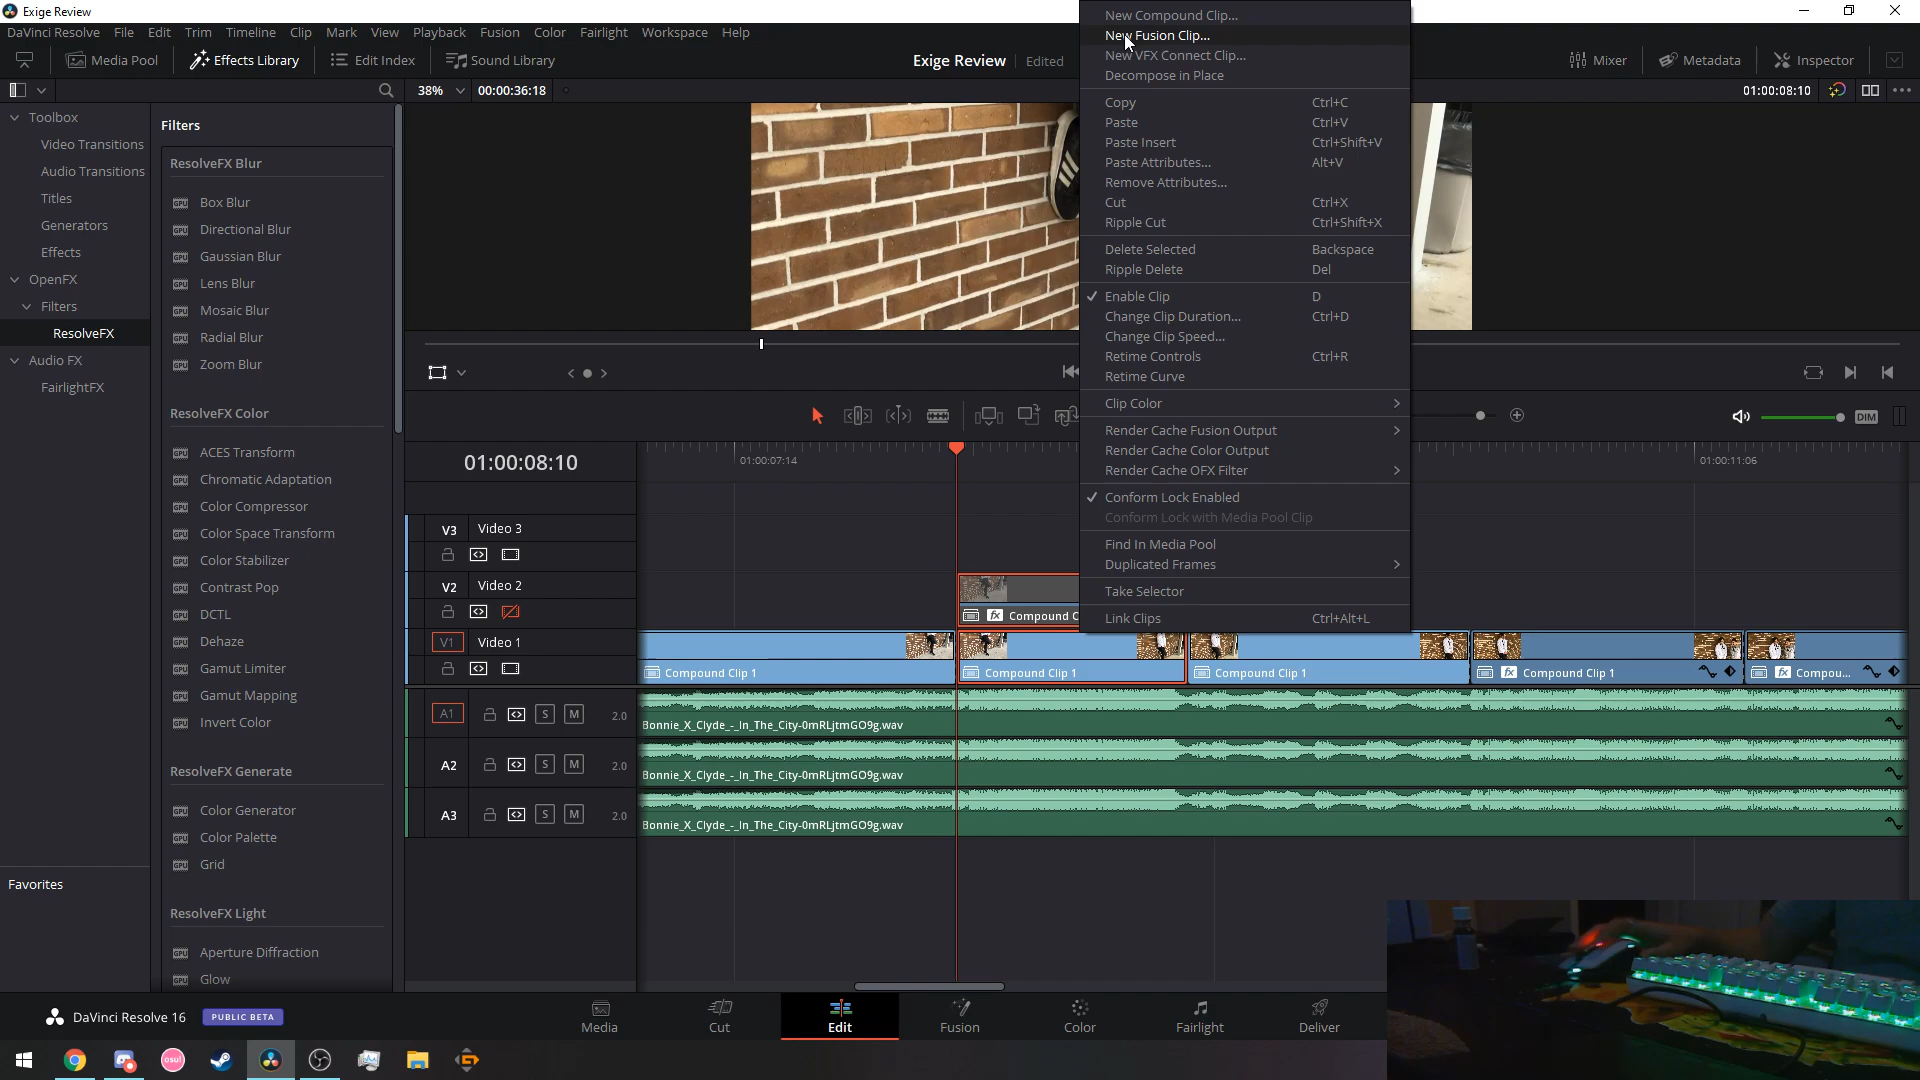 Exige Review
DaVinci Resolve File Edit Trim Timeline Clip Mark View Playback Fusion Color Fairlight Workspace Help
Media Pool Effects Library Edit Index Sound Library Exige Review Edited Mixer Metadata Inspector
38% 00:00:36:18 01:00:08:10
Toolbox
Video Transitions
Audio Transitions
Titles
Generators
Effects
OpenFX
Filters
ResolveFX
Audio FX
FairlightFX
Favorites
Filters
ResolveFX Blur
Box Blur
Directional Blur
Gaussian Blur
Lens Blur
Mosaic Blur
Radial Blur
Zoom Blur
ResolveFX Color
ACES Transform
Chromatic Adaptation
Color Compressor
Color Space Transform
Color Stabilizer
Contrast Pop
DCTL
Dehaze
Gamut Limiter
Gamut Mapping
Invert Color
ResolveFX Generate
Color Generator
Color Palette
Grid
ResolveFX Light
Aperture Diffraction
Glow
New Compound Clip...
New Fusion Clip...
New VFX Connect Clip...
Decompose in Place
Copy Ctrl+C
Paste Ctrl+V
Paste Insert Ctrl+Shift+V
Paste Attributes... Alt+V
Remove Attributes...
Cut Ctrl+X
Ripple Cut Ctrl+Shift+X
Delete Selected Backspace
Ripple Delete Del
Enable Clip D
Change Clip Duration... Ctrl+D
Change Clip Speed...
Retime Controls Ctrl+R
Retime Curve
Clip Color
Render Cache Fusion Output
Render Cache Color Output
Render Cache OFX Filter
Conform Lock Enabled
Conform Lock with Media Pool Clip
Find In Media Pool
Duplicated Frames
Take Selector
Link Clips Ctrl+Alt+L
DIM
01:00:08:10 01:00:07:14 01:00:11:06
V3 Video 3
V2 Video 2
fx Compound C
V1 Video 1
Compound Clip 1 Compound Clip 1 Compound Clip 1 fx Compound Clip 1 fx Compou...
A1 S M 2.0
Bonnie_X_Clyde_-_In_The_City-0mRLjtmGO9g.wav
A2 S M 2.0
Bonnie_X_Clyde_-_In_The_City-0mRLjtmGO9g.wav
A3 S M 2.0
Bonnie_X_Clyde_-_In_The_City-0mRLjtmGO9g.wav
DaVinci Resolve 16 PUBLIC BETA
Media Cut Edit Fusion Color Fairlight Deliver
osu!